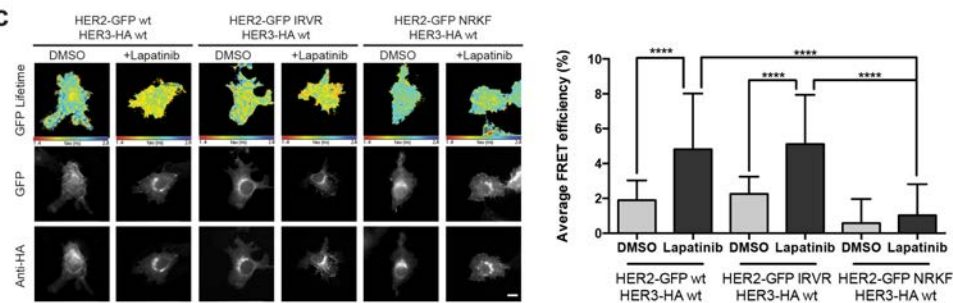 C
HER2-GFP wt HER2-GFP IRVR HER2-GFP NRKF
HER3-HA wt HER3-HA wt HER3-HA wt
DMSO +Lapatinib DMSO +Lapatinib DMSO +Lapatinib
GFP Lifetime
GFP
Anti-HA
Average FRET efficiency (%)
10
8
6
4
2
0
**** **** **** ****
DMSO Lapatinib DMSO Lapatinib DMSO Lapatinib
HER2-GFP wt HER2-GFP IRVR HER2-GFP NRKF
HER3-HA wt HER3-HA wt HER3-HA wt